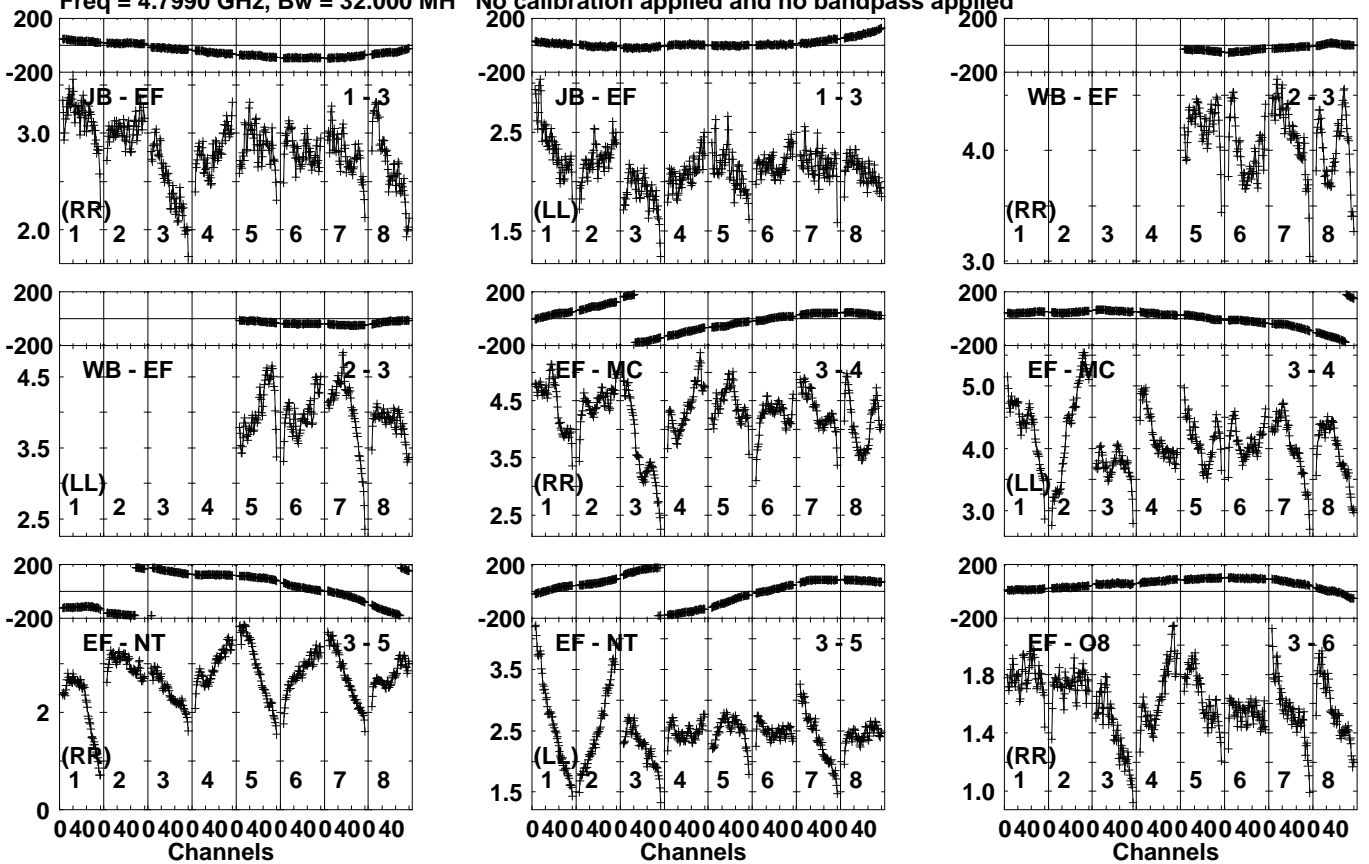 Freq = 4.7990 GHz, Bw = 32.000 MH No calibration applied and no bandpass applied
200 200 200
-200 -200 -200
JB - EF 1 - 3 JB - EF 1 - 3 WB - EF 2 - 3
3.0 2.5 4.0
(RR) (LL) (RR)
2.0 1.5
1 2 3 4 5 6 7 8 1 2 3 4 5 6 7 8 1 2 3 4 5 6 7 8
3.0
200 200 200
-200 -200 -200
WB - EF 2 - 3 EF - MC 3 - 4 EF - MC 3 - 4
4.5 4.5 5.0
3.5 3.5 4.0
(LL) (RR) (LL)
1 2 3 4 5 6 7 8 1 2 3 4 5 6 7 8 1 2 3 4 5 6 7 8
2.5 2.5 3.0
200 200 200
-200 -200 -200
EF - NT 3 - 5 EF - NT 3 - 5 EF - O8 3 - 6
3.5 1.8
2 2.5 1.4
(RR) (LL) (RR)
1 2 3 4 5 6 7 8 1 2 3 4 5 6 7 8 1 2 3 4 5 6 7 8
0 1.5 1.0
0 40 0 40 0 40 0 40 0 40 0 40 0 40 0 40 0 40 0 40 0 40 0 40 0 40 0 40 0 40 0 40 0 40 0 40 0 40 0 40 0 40 0 40 0 40 0 40
Channels Channels Channels